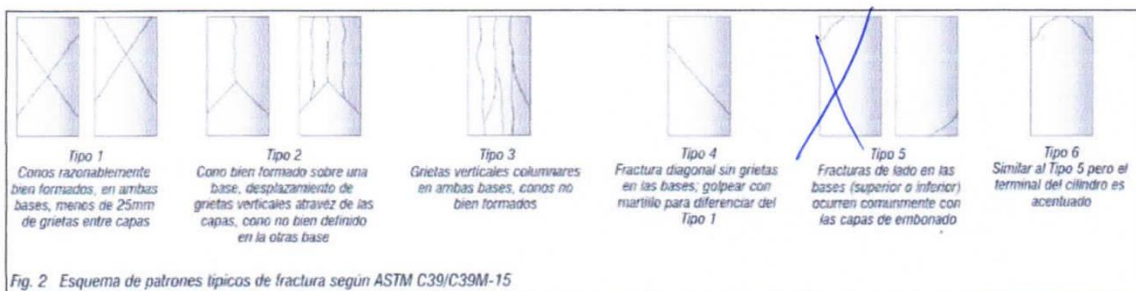 Tipo 1
Conos razonablemente
bien formados, en ambas
bases, menos de 25mm
de grietas entre capas
Tipo 2
Cono bien formado sobre una
base, desplazamiento de
grietas verticales atravéz de las
capas, cono no bien definido
en la otras base
Tipo 3
Grietas verticales columnares
en ambas bases, conos no
bien formados
Tipo 4
Fractura diagonal sin grietas
en las bases; golpear con
martillo para diferenciar del
Tipo 1
Tipo 5
Fracturas de lado en las
bases (superior o inferior)
ocurren comunmente con
las capas de embonado
Tipo 6
Similar al Tipo 5 pero el
terminal del cilindro es
acentuado
Fig. 2 Esquema de patrones típicos de fractura según ASTM C39/C39M-15